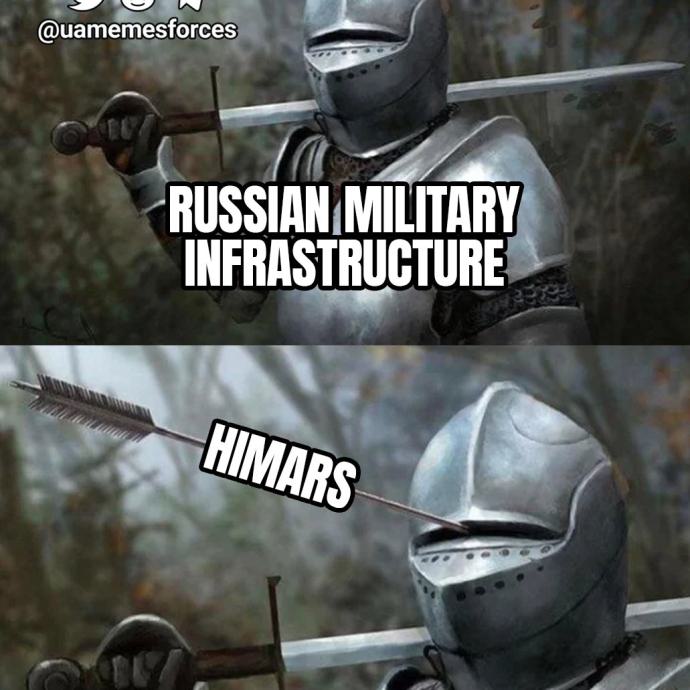 @uamemesforces
RUSSIAN MILITARY
INFRASTRUCTURE
HIMARS